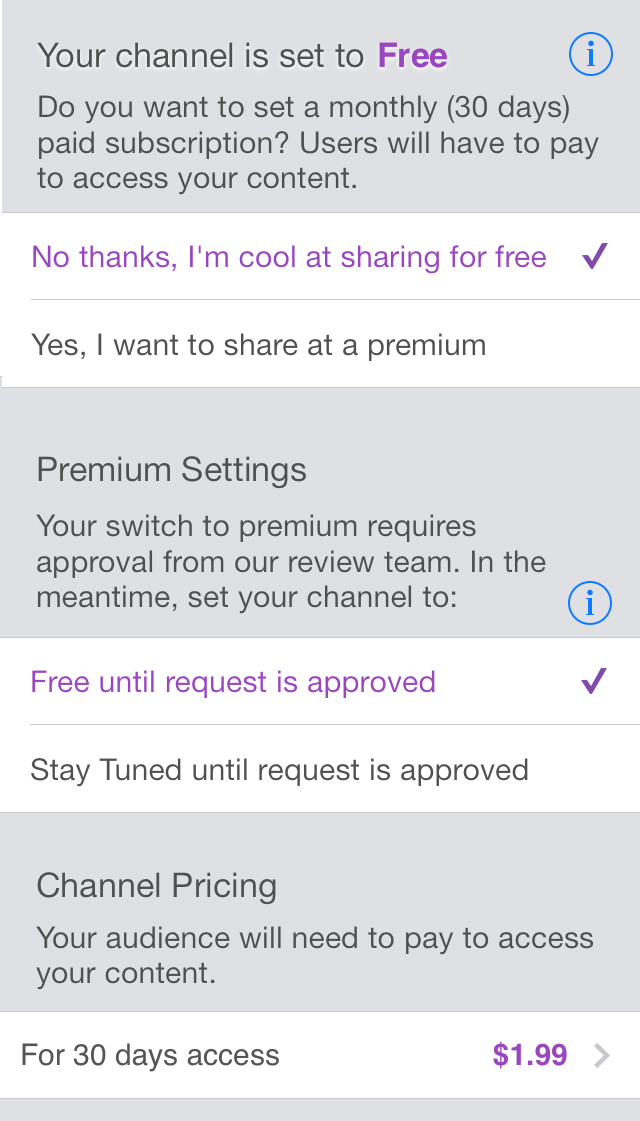 Your channel is set to Free
Do you want to set a monthly (30 days)
paid subscription? Users will have to pay
to access your content.
No thanks, I'm cool at sharing for free
Yes, I want to share at a premium
Premium Settings
Your switch to premium requires
approval from our review team. In the
meantime, set your channel to:
Free until request is approved
Stay Tuned until request is approved
Channel Pricing
Your audience will need to pay to access
your content.
For 30 days access $1.99